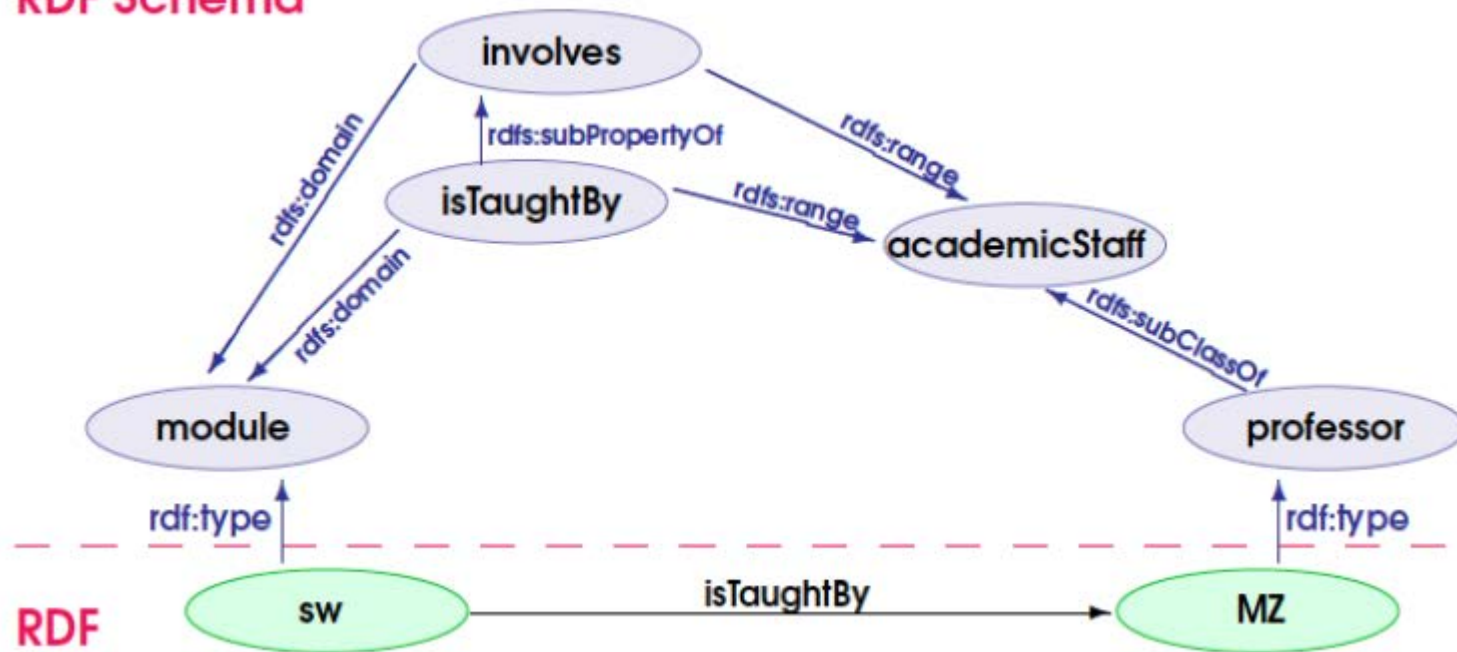 RDF Schema
involves
rdfs:domain
rdfs:subPropertyOf
rdfs:range
isTaughtBy
rdfs:range
rdfs:domain
academicStaff
rdfs:subClassOf
module
professor
rdf:type
rdf:type
RDF
sw
isTaughtBy
MZ